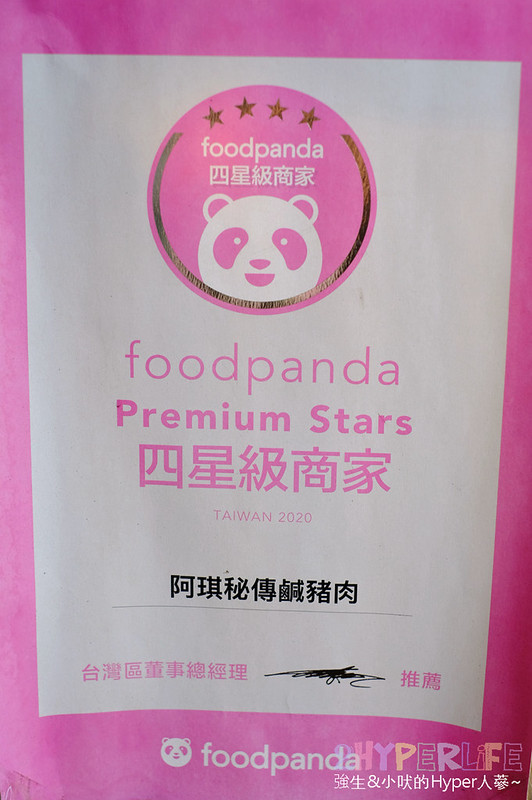 foodpanda
四星級商家
foodpanda
Premium Stars
四星級商家
TAIWAN 2020
阿琪秘傳鹹豬肉
台灣區董事總經理 推薦
foodpanda
HYPERLiFE
強生&小吠的Hyper人蔘~